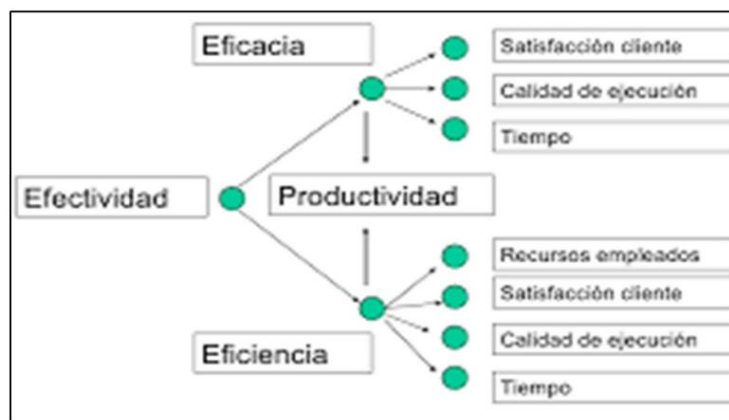 Eficacia
Satisfacción cliente
Calidad de ejecución
Tiempo
Efectividad
Productividad
Recursos empleados
Satisfacción cliente
Calidad de ejecución
Eficiencia
Tiempo